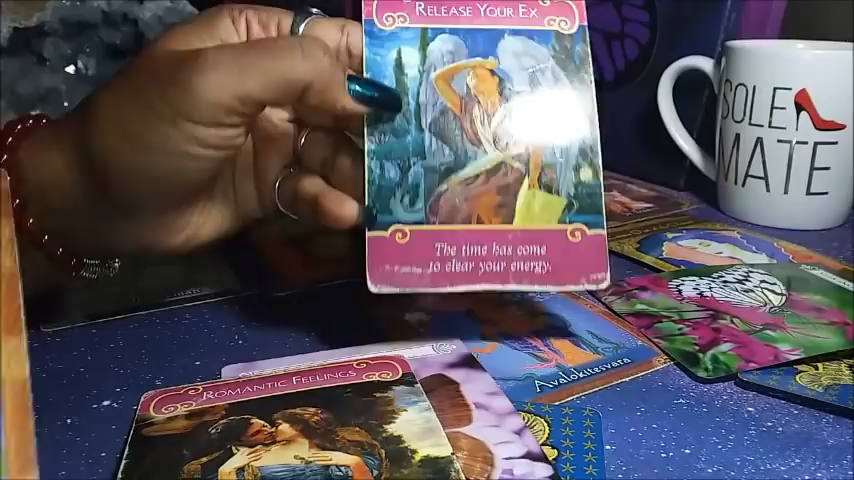 RELEASE YOUR EX
The time has come
to clear your energy.
SOLE
MATE
ROMANTIC FEELINGS
Avalokitesvara